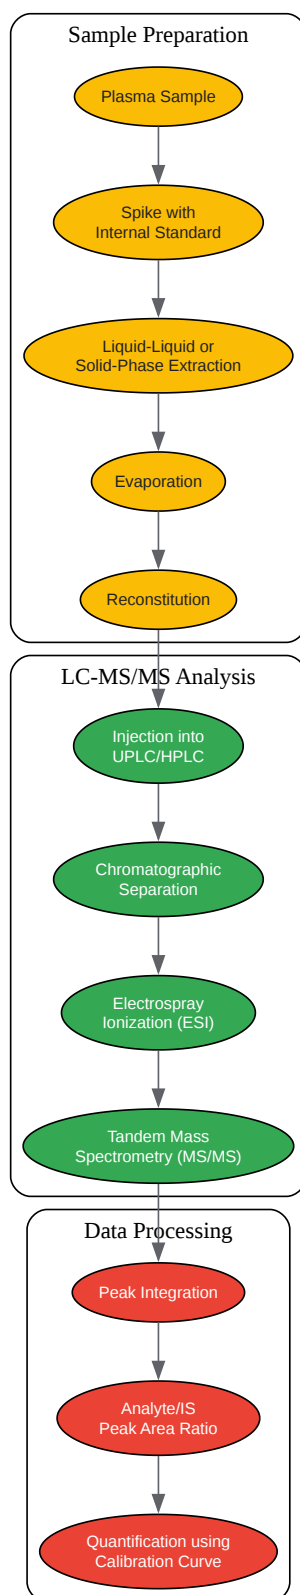 Sample Preparation
Plasma Sample
Spike with
Internal Standard
Liquid-Liquid or
Solid-Phase Extraction
Evaporation
Reconstitution
LC-MS/MS Analysis
Injection into
UPLC/HPLC
Chromatographic
Separation
Electrospray
Ionization (ESI)
Tandem Mass
Spectrometry (MS/MS)
Data Processing
Peak Integration
Analyte/IS
Peak Area Ratio
Quantification using
Calibration Curve